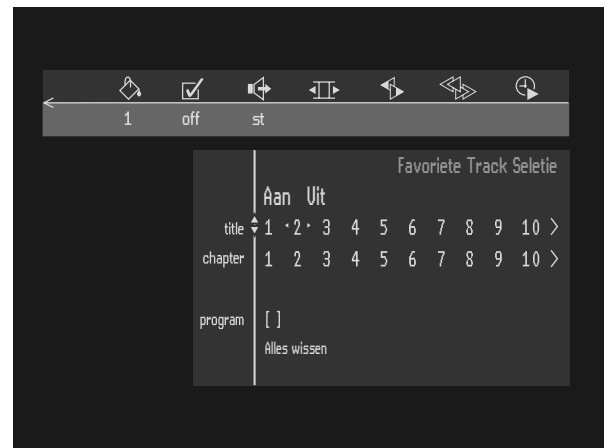 1 off st
Favoriete Track Seletie
Aan Uit
title 1 2 3 4 5 6 7 8 9 10 >
chapter 1 2 3 4 5 6 7 8 9 10 >
program [ ]
Alles wissen